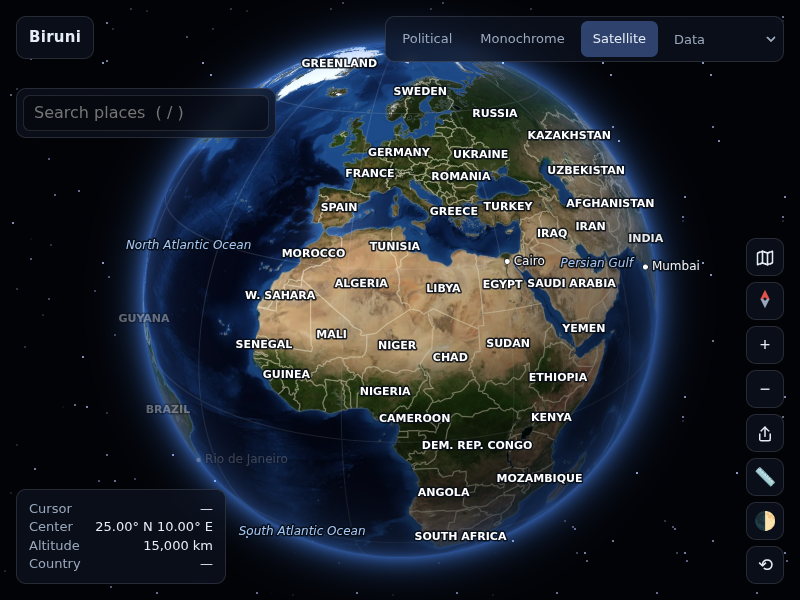 Biruni
Political Monochrome Satellite Data
Search places ( / )
GREENLAND
SWEDEN
RUSSIA
KAZAKHSTAN
GERMANY
UKRAINE
FRANCE
ROMANIA
UZBEKISTAN
SPAIN
GREECE
TURKEY
AFGHANISTAN
IRAN
IRAQ
INDIA
North Atlantic Ocean
TUNISIA
MOROCCO
Cairo
Persian Gulf
Mumbai
ALGERIA
LIBYA
EGYPT
SAUDI ARABIA
W. SAHARA
GUYANA
MALI
YEMEN
SENEGAL
NIGER
SUDAN
CHAD
GUINEA
ETHIOPIA
NIGERIA
BRAZIL
CAMEROON
KENYA
DEM. REP. CONGO
Rio de Janeiro
MOZAMBIQUE
ANGOLA
South Atlantic Ocean
SOUTH AFRICA
+
−
Cursor —
Center 25.00° N 10.00° E
Altitude 15,000 km
Country —